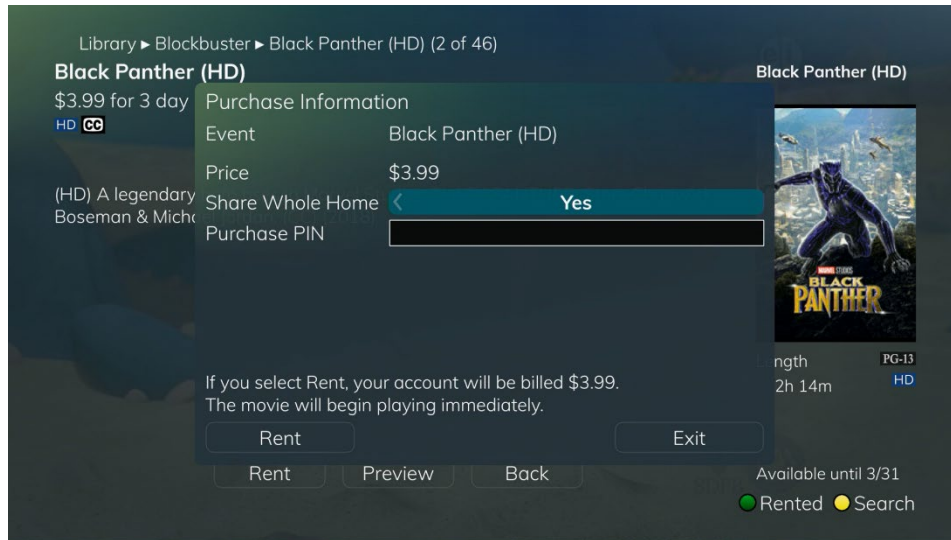 Library ▸ Blockbuster ▸ Black Panther (HD) (2 of 46)
Black Panther (HD)
Black Panther (HD)
$3.99 for 3 day
HD CC
(HD) A legendary
Boseman & Mich
Purchase Information
Event Black Panther (HD)
Price $3.99
Share Whole Home Yes
Purchase PIN
If you select Rent, your account will be billed $3.99.
The movie will begin playing immediately.
Rent Exit
MARVEL STUDIOS
BLACK
PANTHER
PG-13
2h 14m HD
Rent Preview Back
Available until 3/31
Rented Search